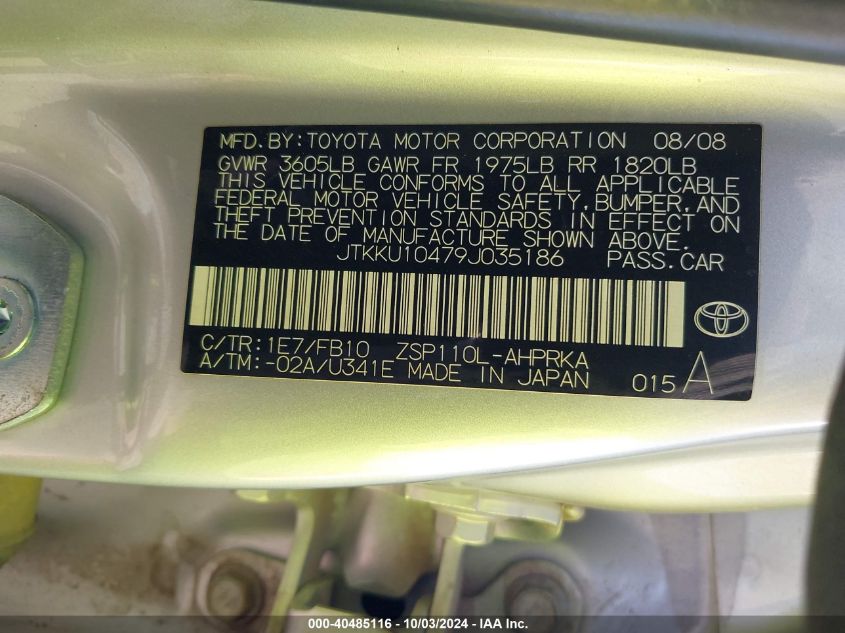 MFD.BY:TOYOTA MOTOR CORPORATION 08/08
GVWR 3605LB GAWR FR 1975LB RR 1820LB
THIS VEHICLE CONFORMS TO ALL APPLICABLE
FEDERAL MOTOR VEHICLE SAFETY,BUMPER,AND
THEFT PREVENTION STANDARDS IN EFFECT ON
THE DATE OF MANUFACTURE SHOWN ABOVE.
JTKKU10479J035186 PASS.CAR
C/TR:1E7/FB10 ZSP110L-AHPRKA
A/TM:-02A/U341E MADE IN JAPAN 015A
000-40485116 - 10/03/2024 - IAA Inc.